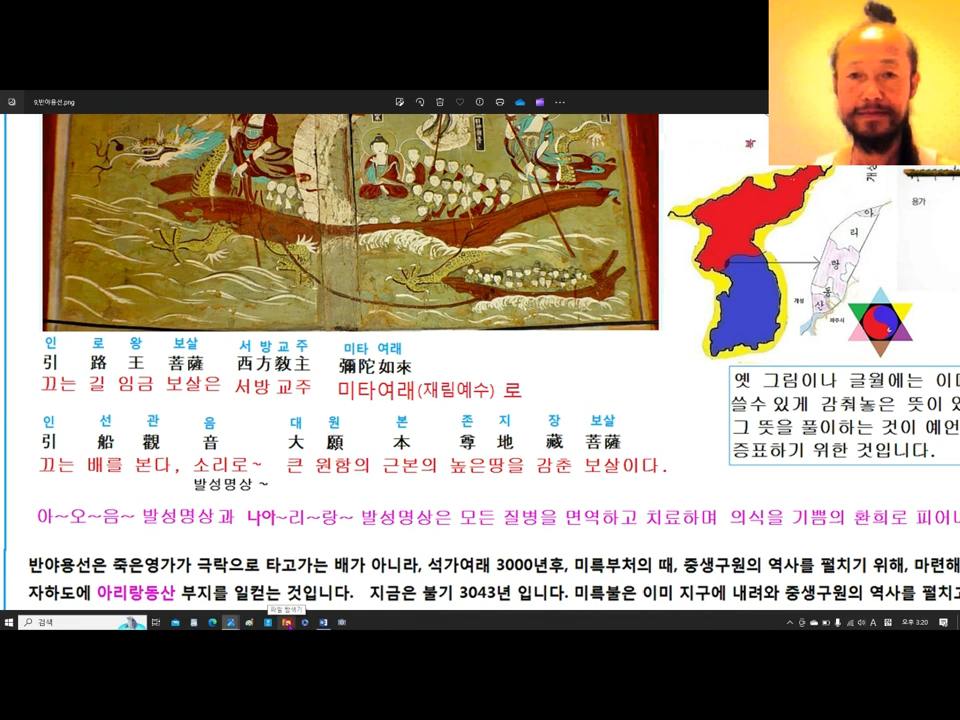 9.반야용선.png
북
개성
용가
아
리
랑
동
산
개성
파주시
인 로 왕 보살 서 방 교 주 미타 여래
引 路 王 菩薩 西方敎主 彌陀如來
끄는 길 임금 보살은 서방 교주 미타여래(재림예수) 로
인 선 관 음 대 원 본 존 지 장 보살
引 船 觀 音 大 願 本 尊 地 藏 菩薩
끄는 배를 본다, 소리로~ 큰 원함의 근본의 높은땅을 감춘 보살이다.
발성명상 ~
옛 그림이나 글월에는 이
쓸수 있게 감춰놓은 뜻이 있
그 뜻을 풀이하는 것이 예언
증표하기 위한 것입니다.
아~오~음~ 발성명상과 나아~리~랑~ 발성명상은 모든 질병을 면역하고 치료하며 의식을 기쁨의 환희로 피어
반야용선은 죽은영가가 극락으로 타고가는 배가 아니라, 석가여래 3000년후, 미륵부처의 때, 중생구원의 역사를 펼치기 위해, 마련해
자하도에 아리랑동산 부지를 일컫는 것입니다. 지금은 불기 3043년 입니다. 미륵불은 이미 지구에 내려와 중생구원의 역사를 펼치고
파일 탐색기
검색
A
오후 3:20